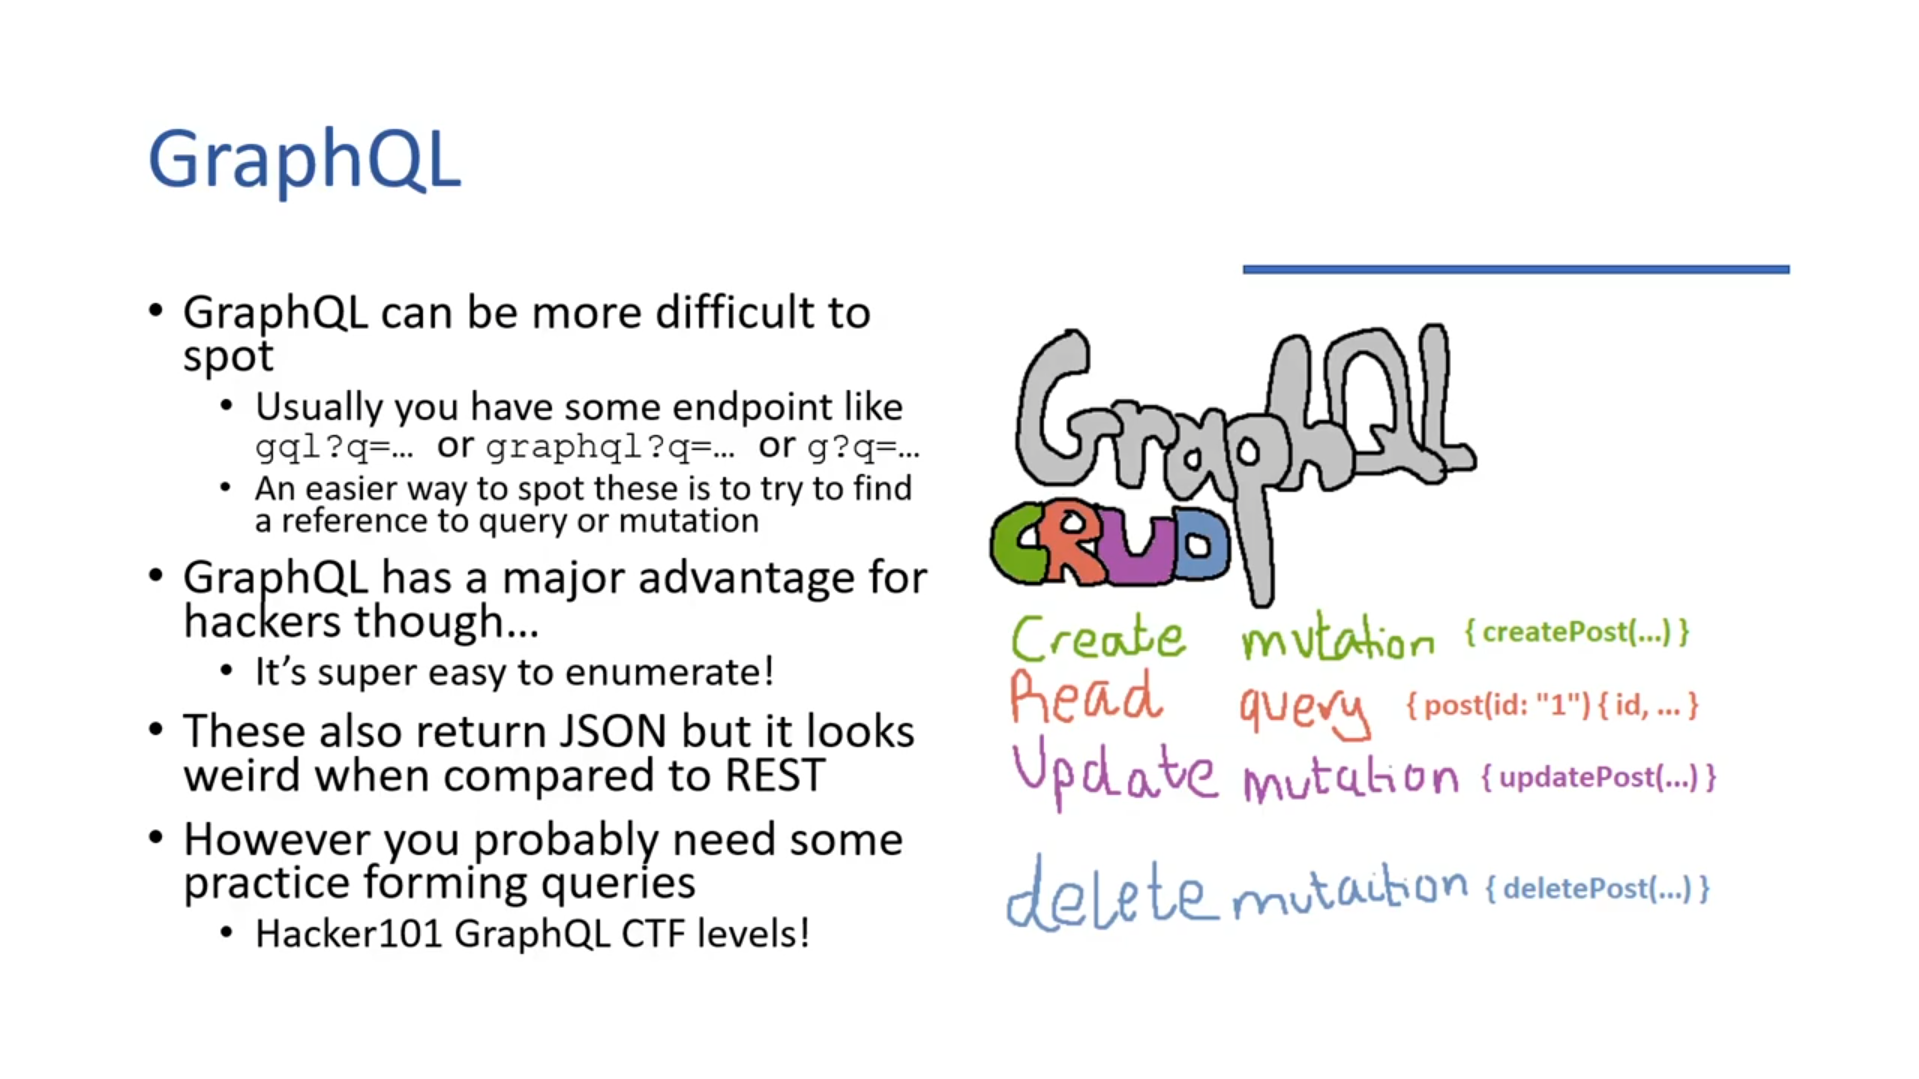 GraphQL
• GraphQL can be more difficult to
spot
• Usually you have some endpoint like
gql?q=… or graphql?q=… or g?q=…
• An easier way to spot these is to try to find
a reference to query or mutation
• GraphQL has a major advantage for
hackers though…
• It’s super easy to enumerate!
• These also return JSON but it looks
weird when compared to REST
• However you probably need some
practice forming queries
• Hacker101 GraphQL CTF levels!
GraphQL
CRUD
Create mutation { createPost(...) }
Read query { post(id: "1") { id, ... }
Update mutation { updatePost(...) }
delete mutaition { deletePost(...) }